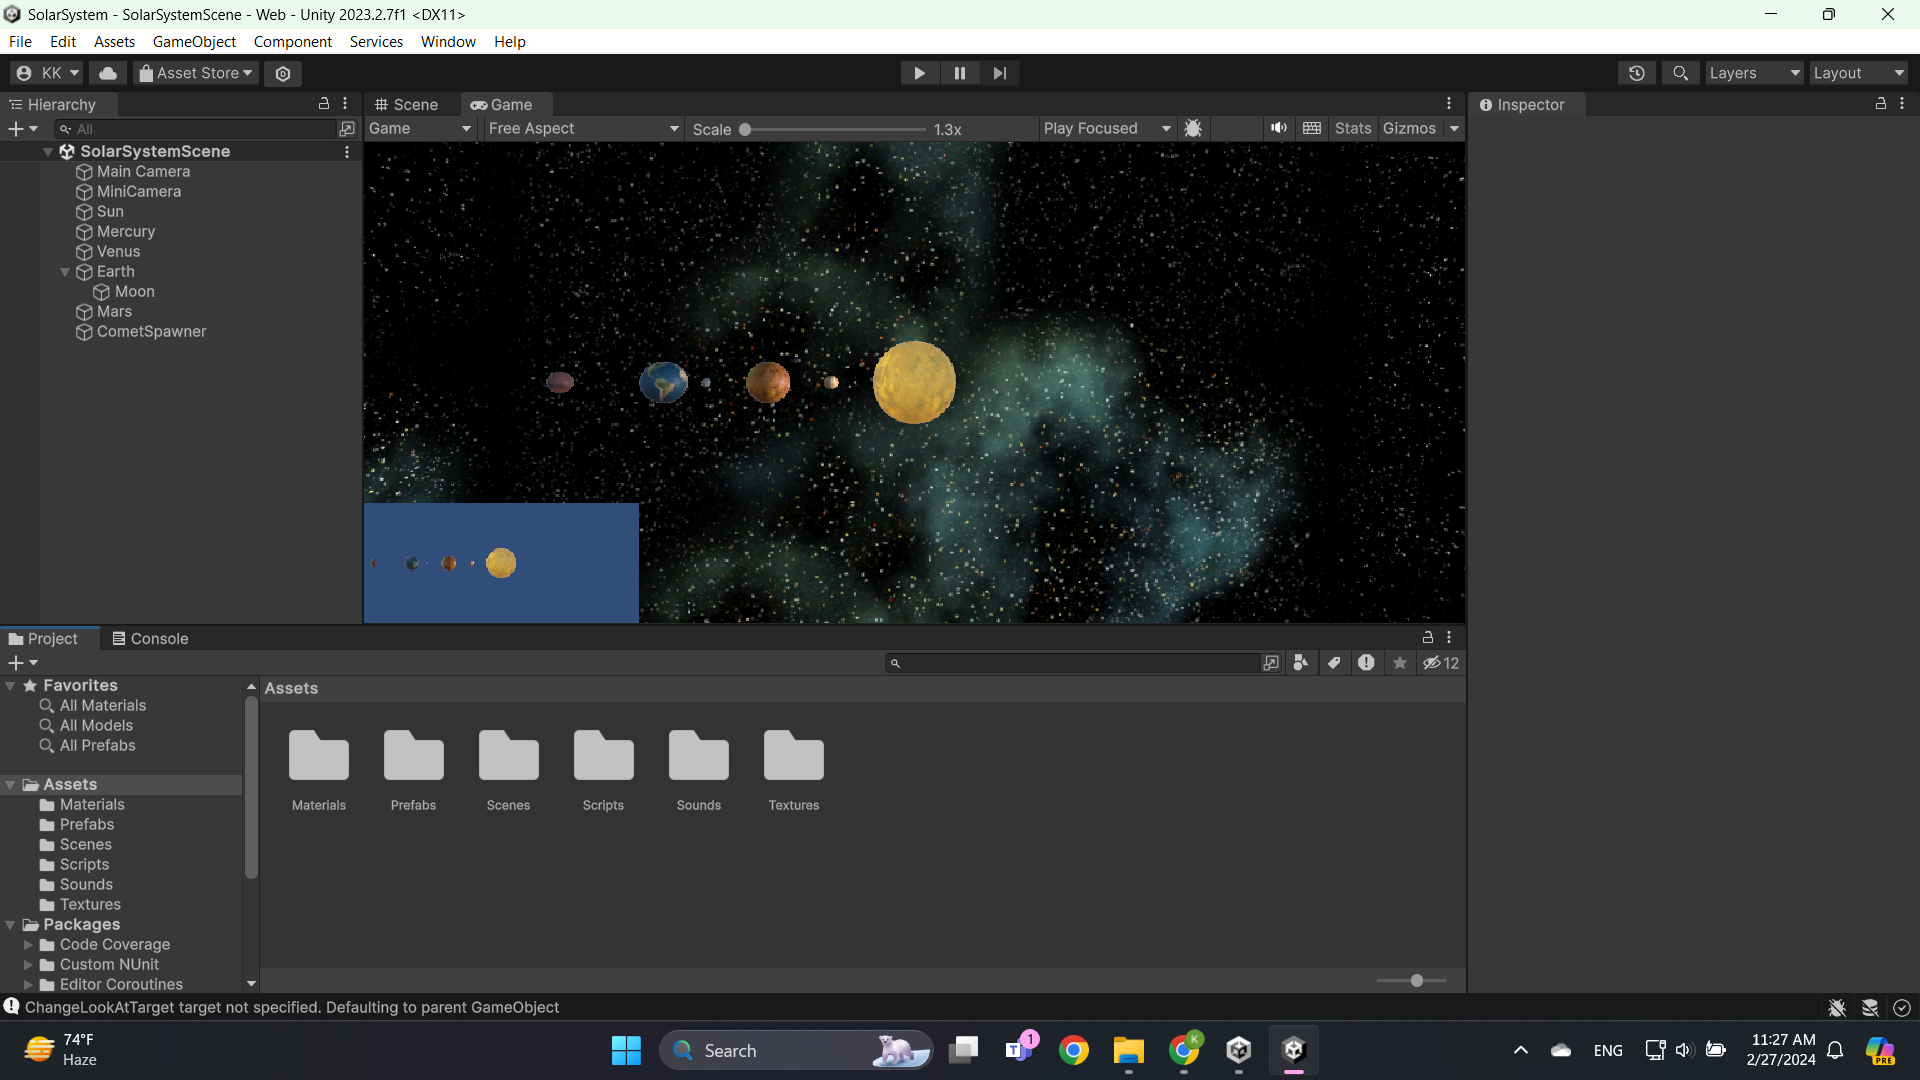 SolarSystem - SolarSystemScene - Web - Unity 2023.2.7f1 <DX11>
File Edit Assets GameObject Component Services Window Help
KK Asset Store Layers Layout
Hierarchy Scene Game Inspector
All Game Free Aspect Scale 1.3x Play Focused Stats Gizmos
SolarSystemScene
Main Camera
MiniCamera
Sun
Mercury
Venus
Earth
Moon
Mars
CometSpawner
Project Console
12
Favorites
All Materials
All Models
All Prefabs
Assets
Materials
Prefabs
Scenes
Scripts
Sounds
Textures
Packages
Code Coverage
Custom NUnit
Editor Coroutines
Assets
Materials Prefabs Scenes Scripts Sounds Textures
ChangeLookAtTarget target not specified. Defaulting to parent GameObject
74°F
Haze
Search
1
K
ENG
11:27 AM
2/27/2024
PRE